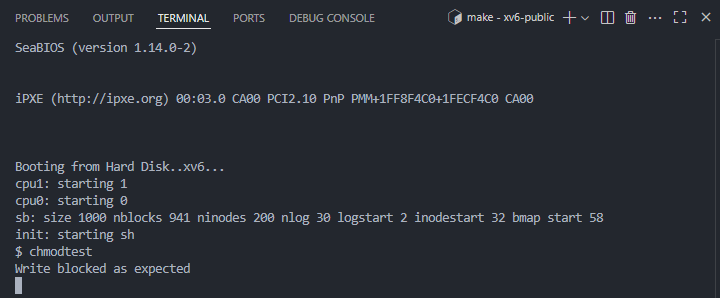 PROBLEMS OUTPUT TERMINAL PORTS DEBUG CONSOLE make - xv6-public
SeaBIOS (version 1.14.0-2)
iPXE (http://ipxe.org) 00:03.0 CA00 PCI2.10 PnP PMM+1FF8F4C0+1FECF4C0 CA00
Booting from Hard Disk..xv6...
cpu1: starting 1
cpu0: starting 0
sb: size 1000 nblocks 941 ninodes 200 nlog 30 logstart 2 inodestart 32 bmap start 58
init: starting sh
$ chmodtest
Write blocked as expected